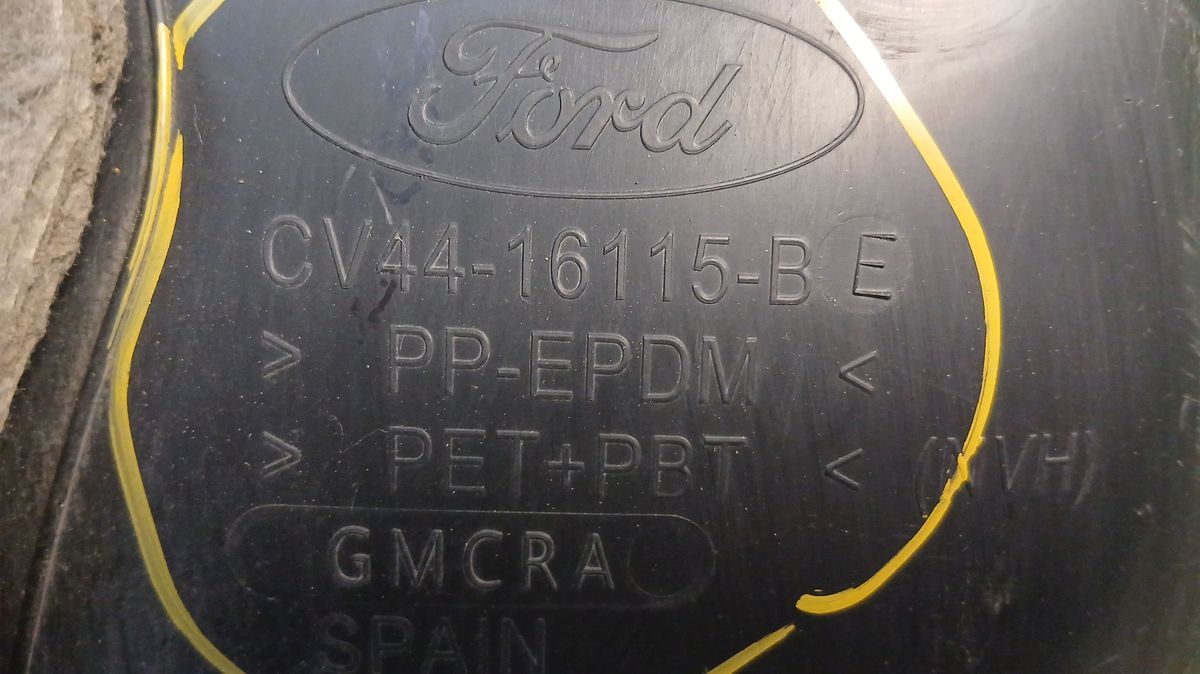 Ford
CV44-16115-B E
> PP-EPDM <
> PET+PBT < (NVH)
GMCRA
SPAIN